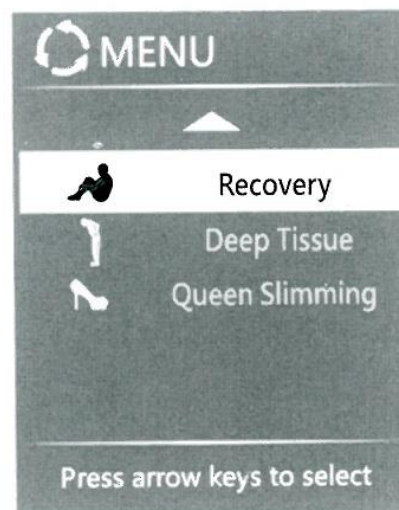 MENU
Recovery
Deep Tissue
Queen Slimming
Press arrow keys to select